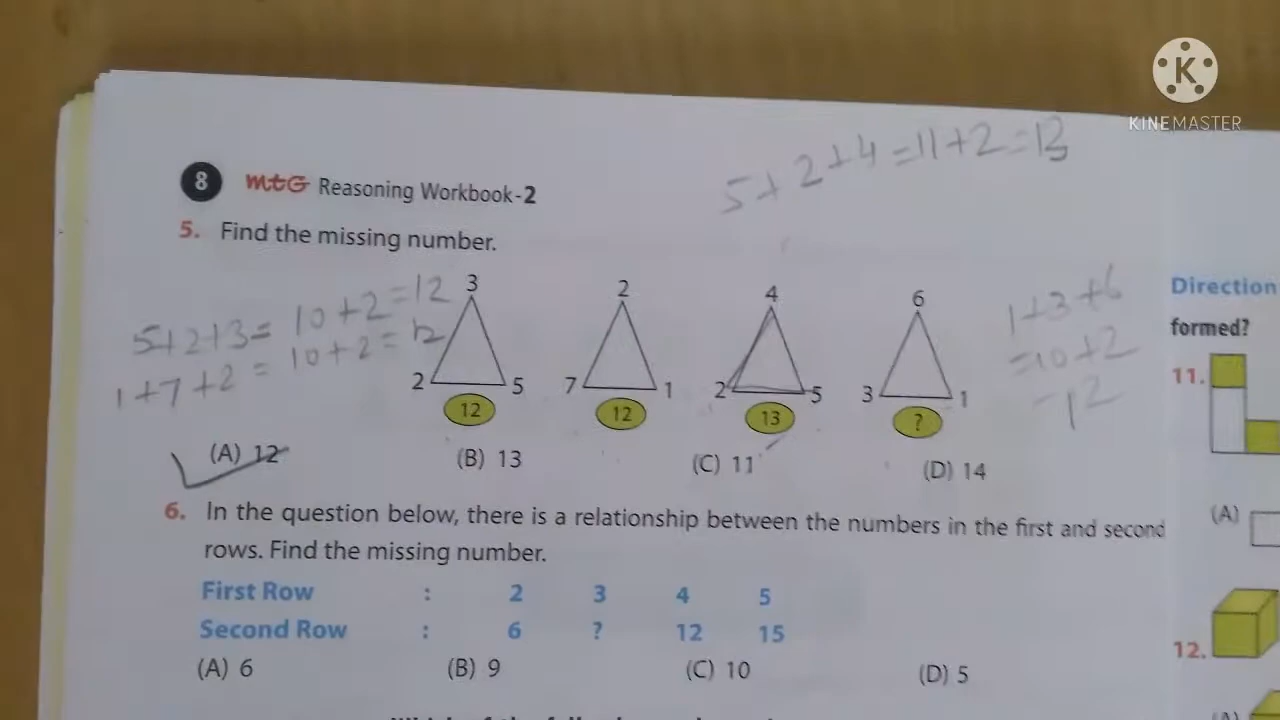 K
KINEMASTER
5+2+4=11+2=13
8 mtG Reasoning Workbook-2
5. Find the missing number.
5+2+3= 10+2=12
1+7+2 = 10+2=12
3
2 5
12
2
7 1
12
4
2 5
13
6
3 1
?
1+3+6
=10+2
=12
(A) 12 (B) 13 (C) 11 (D) 14
6. In the question below, there is a relationship between the numbers in the first and second
rows. Find the missing number.
First Row : 2 3 4 5
Second Row : 6 ? 12 15
(A) 6 (B) 9 (C) 10 (D) 5
Direction
formed?
11.
(A)
12.